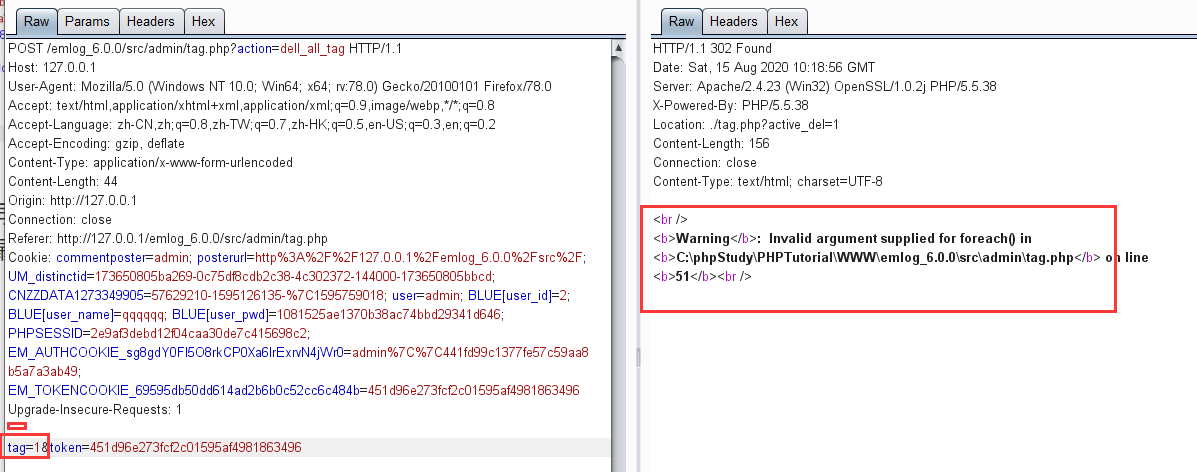 Raw Params Headers Hex
POST /emlog_6.0.0/src/admin/tag.php?action=dell_all_tag HTTP/1.1
Host: 127.0.0.1
User-Agent: Mozilla/5.0 (Windows NT 10.0; Win64; x64; rv:78.0) Gecko/20100101 Firefox/78.0
Accept: text/html,application/xhtml+xml,application/xml;q=0.9,image/webp,*/*;q=0.8
Accept-Language: zh-CN,zh;q=0.8,zh-TW;q=0.7,zh-HK;q=0.5,en-US;q=0.3,en;q=0.2
Accept-Encoding: gzip, deflate
Content-Type: application/x-www-form-urlencoded
Content-Length: 44
Origin: http://127.0.0.1
Connection: close
Referer: http://127.0.0.1/emlog_6.0.0/src/admin/tag.php
Cookie: commentposter=admin; posterurl=http%3A%2F%2F127.0.0.1%2Femlog_6.0.0%2Fsrc%2F;
UM_distinctid=173650805ba269-0c75df8cdb2c38-4c302372-144000-173650805bbcd;
CNZZDATA1273349905=57629210-1595126135-%7C1595759018; user=admin; BLUE[user_id]=2;
BLUE[user_name]=qqqqqq; BLUE[user_pwd]=1081525ae1370b38ac74bbd29341d646;
PHPSESSID=2e9af3debd12f04caa30de7c415698c2;
EM_AUTHCOOKIE_sg8gdY0FI5O8rkCP0Xa6IrExrvN4jWr0=admin%7C%7C441fd99c1377fe57c59aa8
b5a7a3ab49;
EM_TOKENCOOKIE_69595db50dd614ad2b6b0c52cc6c484b=451d96e273fcf2c01595af4981863496
Upgrade-Insecure-Requests: 1
tag=1&token=451d96e273fcf2c01595af4981863496
Raw Headers Hex
HTTP/1.1 302 Found
Date: Sat, 15 Aug 2020 10:18:56 GMT
Server: Apache/2.4.23 (Win32) OpenSSL/1.0.2j PHP/5.5.38
X-Powered-By: PHP/5.5.38
Location: ./tag.php?active_del=1
Content-Length: 156
Connection: close
Content-Type: text/html; charset=UTF-8
<br />
<b>Warning</b>:  Invalid argument supplied for foreach() in
<b>C:\phpStudy\PHPTutorial\WWW\emlog_6.0.0\src\admin\tag.php</b> on line
<b>51</b><br />